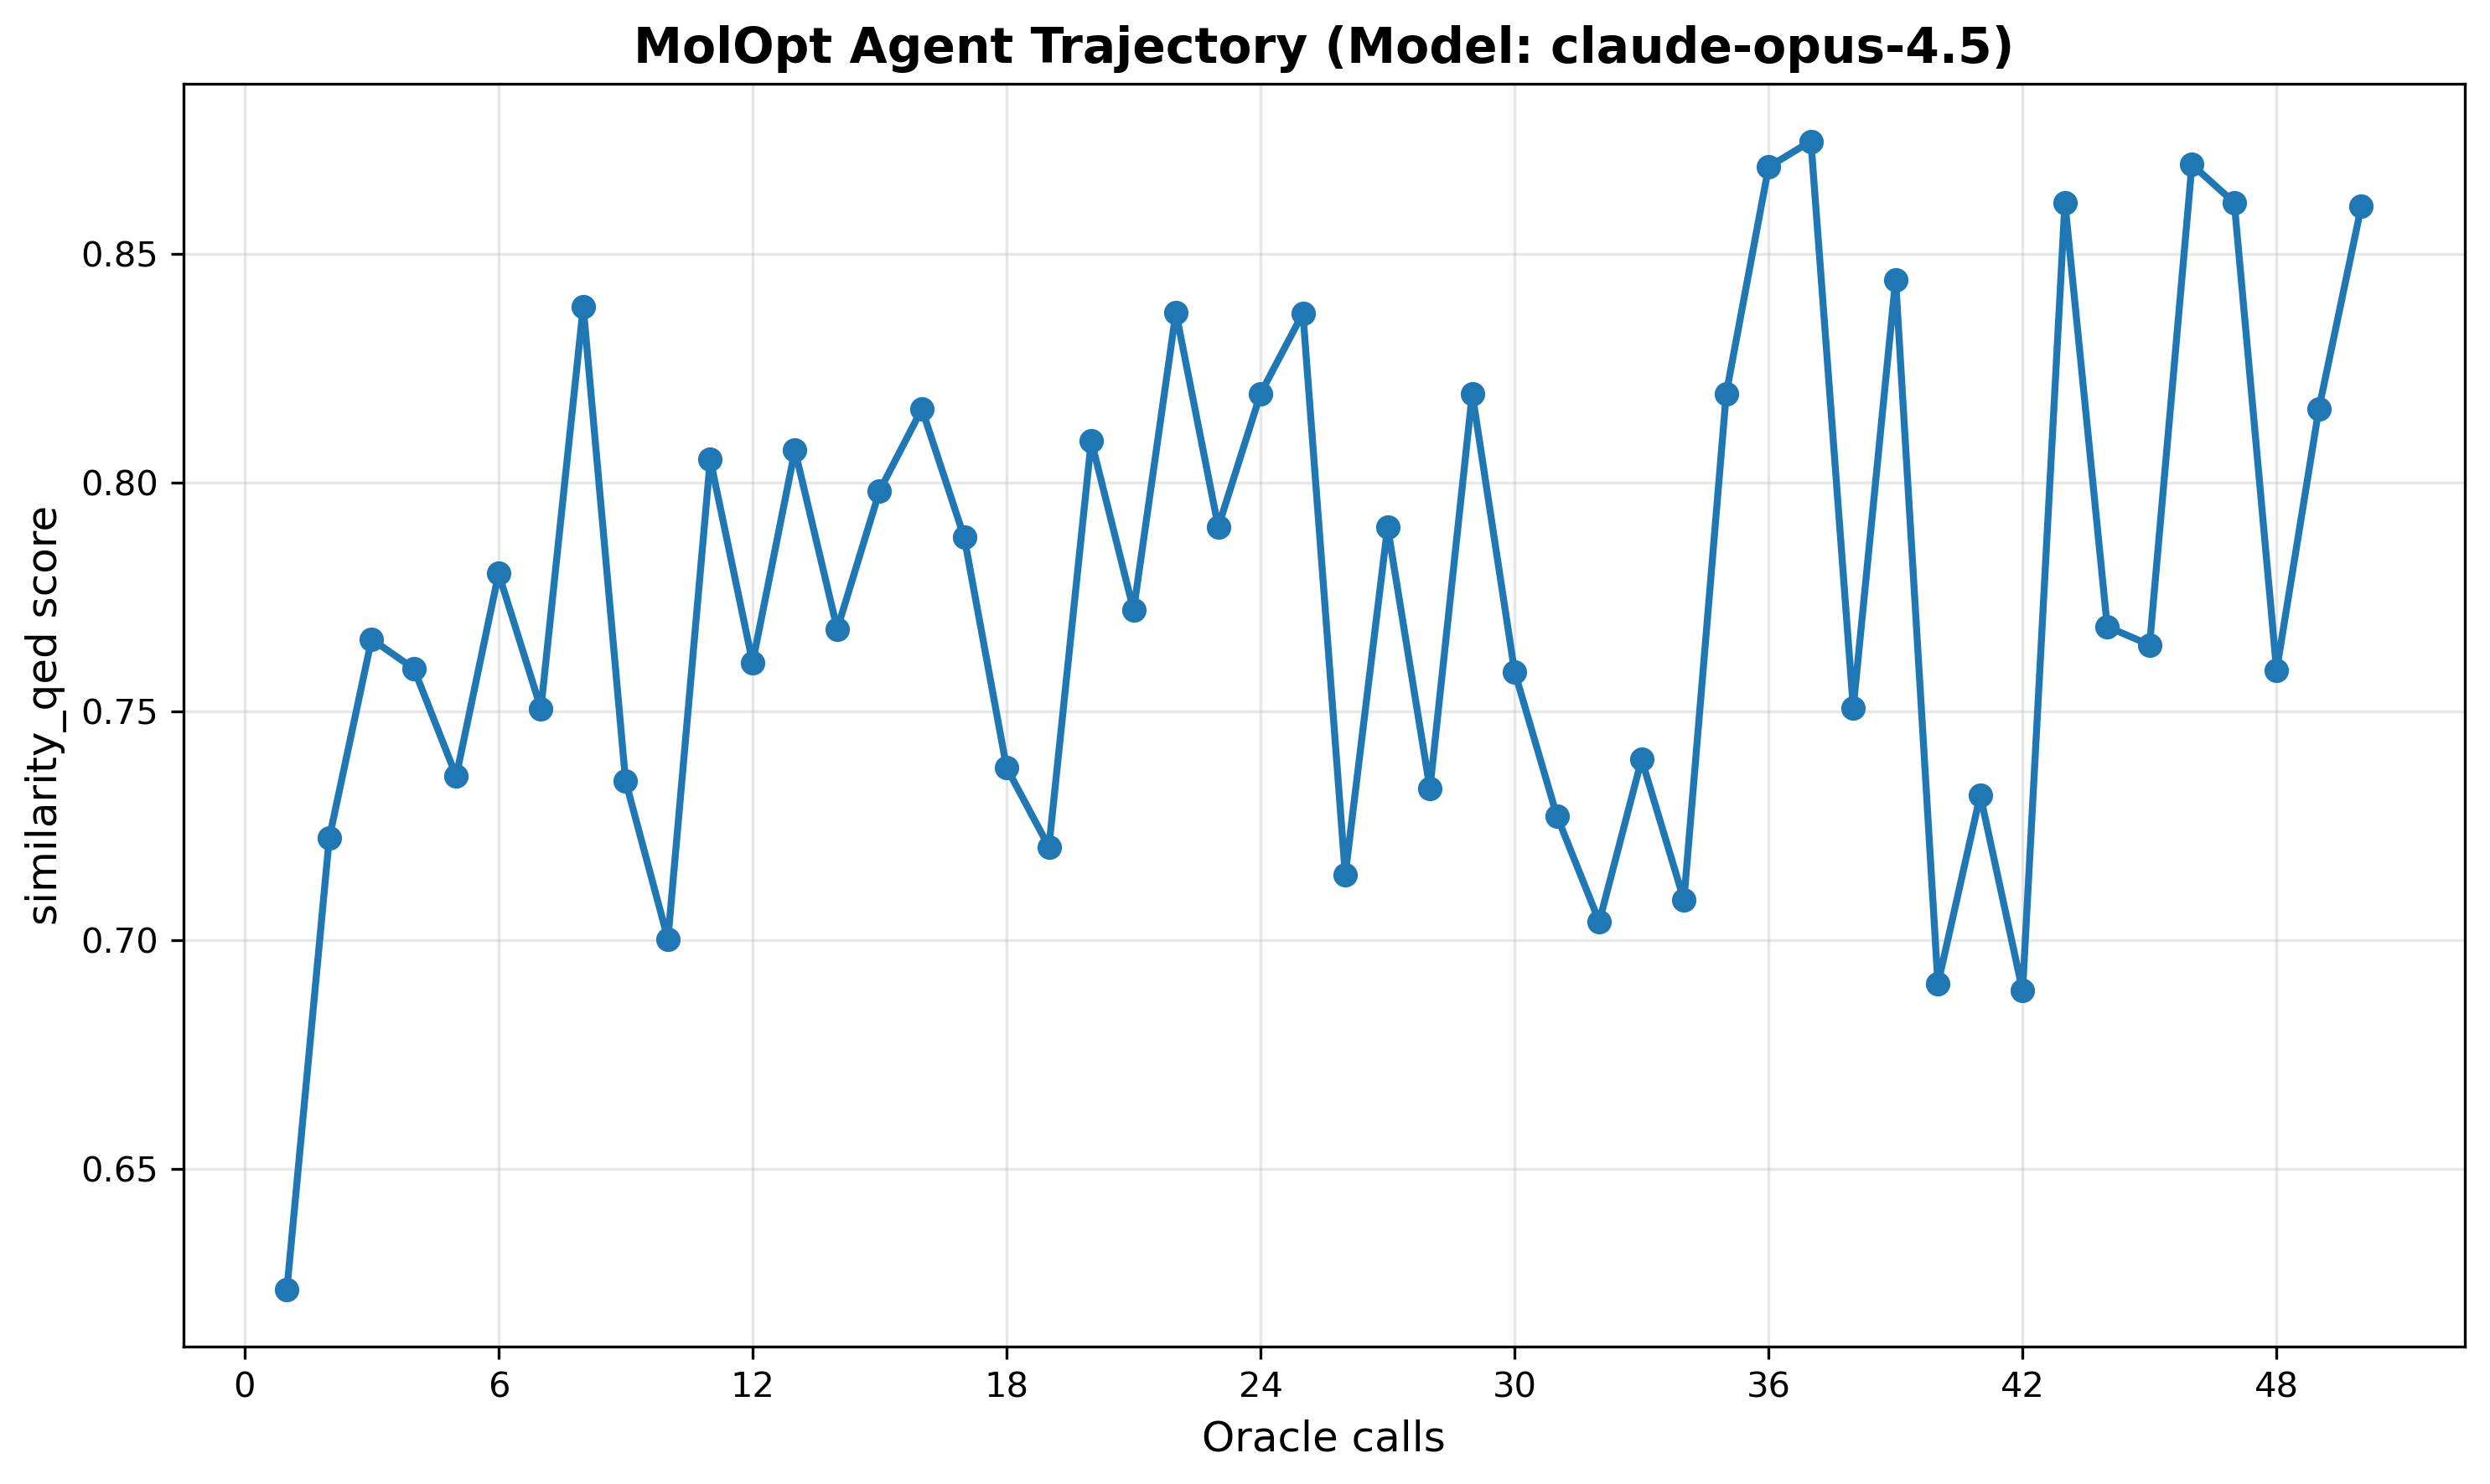 MolOpt Agent Trajectory (Model: claude-opus-4.5)
similarity_qed score
0.85
0.80
0.75
0.70
0.65
0 6 12 18 24 30 36 42 48
Oracle calls